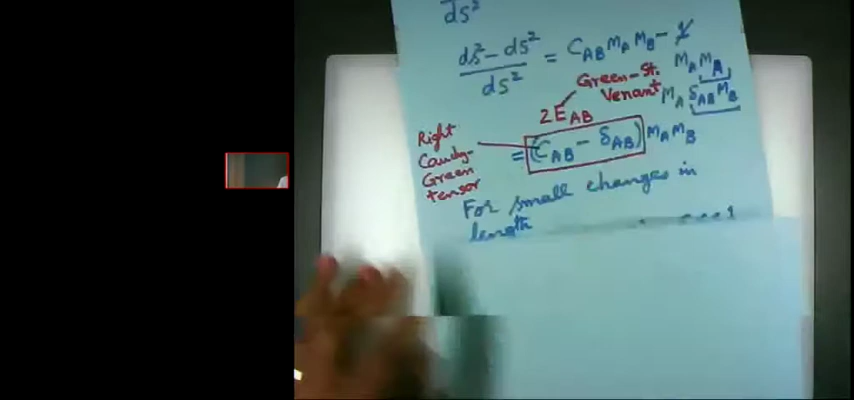 ds²
ds² - ds² / ds² = C_AB M_A M_B - 1
M_A M_A
Green-St. Venant
M_A δ_AB M_B
2E_AB
= (C_AB - δ_AB) M_A M_B
Right
Cauchy-
Green
tensor
For small changes in
length